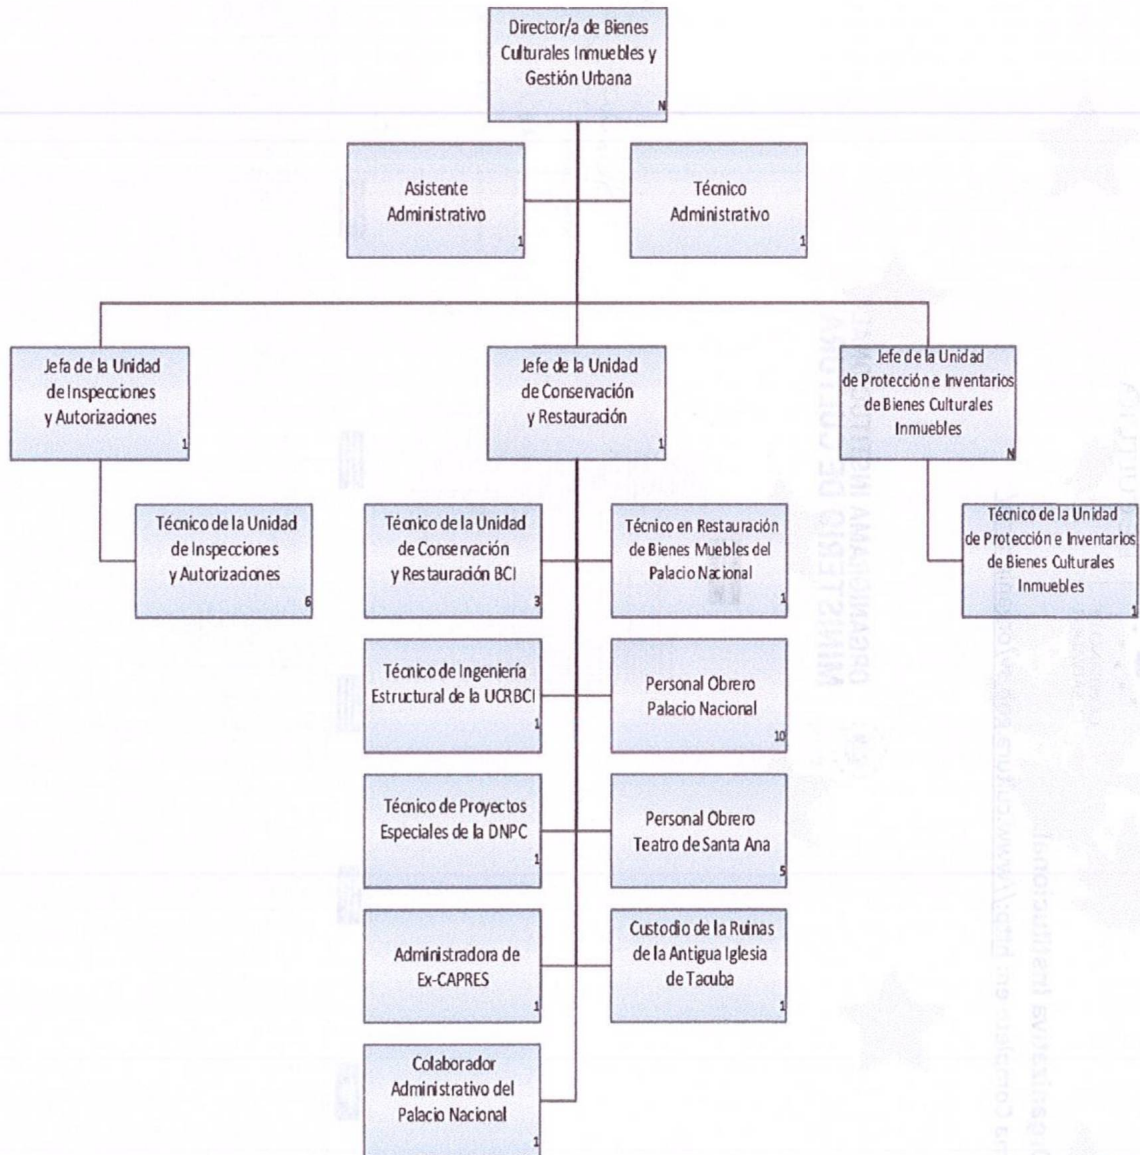 Director/a de Bienes
Culturales Inmuebles y
Gestión Urbana
N
Asistente
Administrativo
1
Técnico
Administrativo
1
Jefa de la Unidad
de Inspecciones
y Autorizaciones
1
Jefe de la Unidad
de Conservación
y Restauración
1
Jefe de la Unidad
de Protección e Inventarios
de Bienes Culturales
Inmuebles
N
Técnico de la Unidad
de Inspecciones
y Autorizaciones
6
Técnico de la Unidad
de Conservación
y Restauración BCI
3
Técnico en Restauración
de Bienes Muebles del
Palacio Nacional
1
Técnico de la Unidad
de Protección e Inventarios
de Bienes Culturales
Inmuebles
1
Técnico de Ingeniería
Estructural de la UCRBCI
1
Personal Obrero
Palacio Nacional
10
Técnico de Proyectos
Especiales de la DNPC
1
Personal Obrero
Teatro de Santa Ana
5
Administradora de
Ex-CAPRES
1
Custodio de la Ruinas
de la Antigua Iglesia
de Tacuba
1
Colaborador
Administrativo del
Palacio Nacional
1
MINISTERIO DE CULTURA